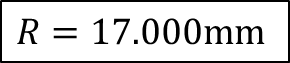 R = 17.000mm